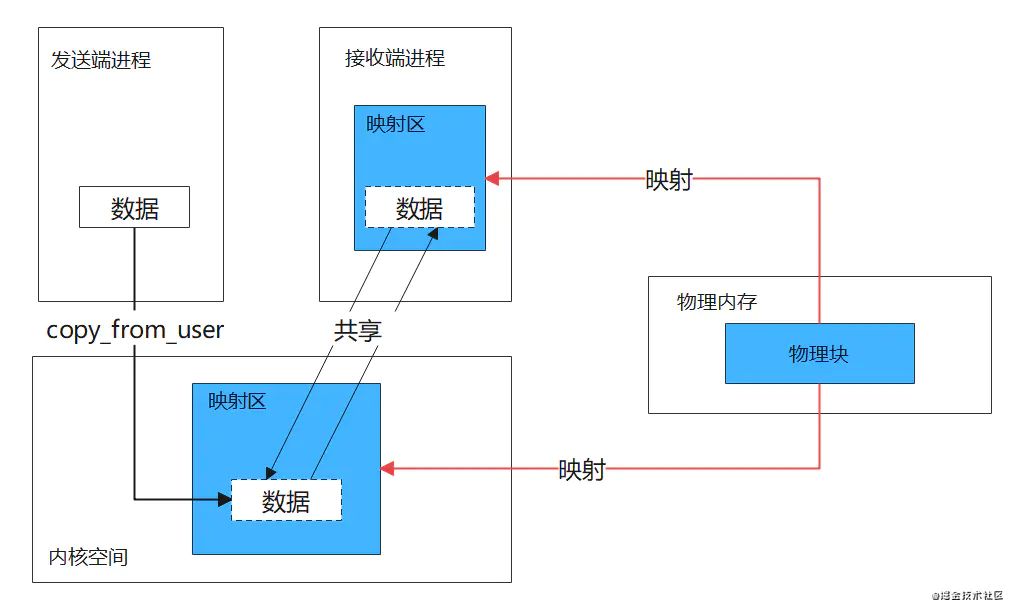 发送端进程
接收端进程
映射区
数据
数据
映射
物理内存
物理块
copy_from_user
共享
映射区
映射
数据
内核空间
@掘金技术社区